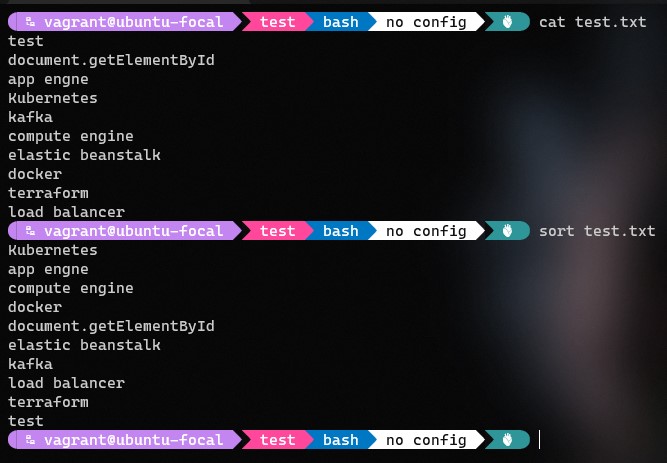 vagrant@ubuntu-focal test bash no config cat test.txt
test
document.getElementById
app engne
Kubernetes
kafka
compute engine
elastic beanstalk
docker
terraform
load balancer
vagrant@ubuntu-focal test bash no config sort test.txt
Kubernetes
app engne
compute engine
docker
document.getElementById
elastic beanstalk
kafka
load balancer
terraform
test
vagrant@ubuntu-focal test bash no config